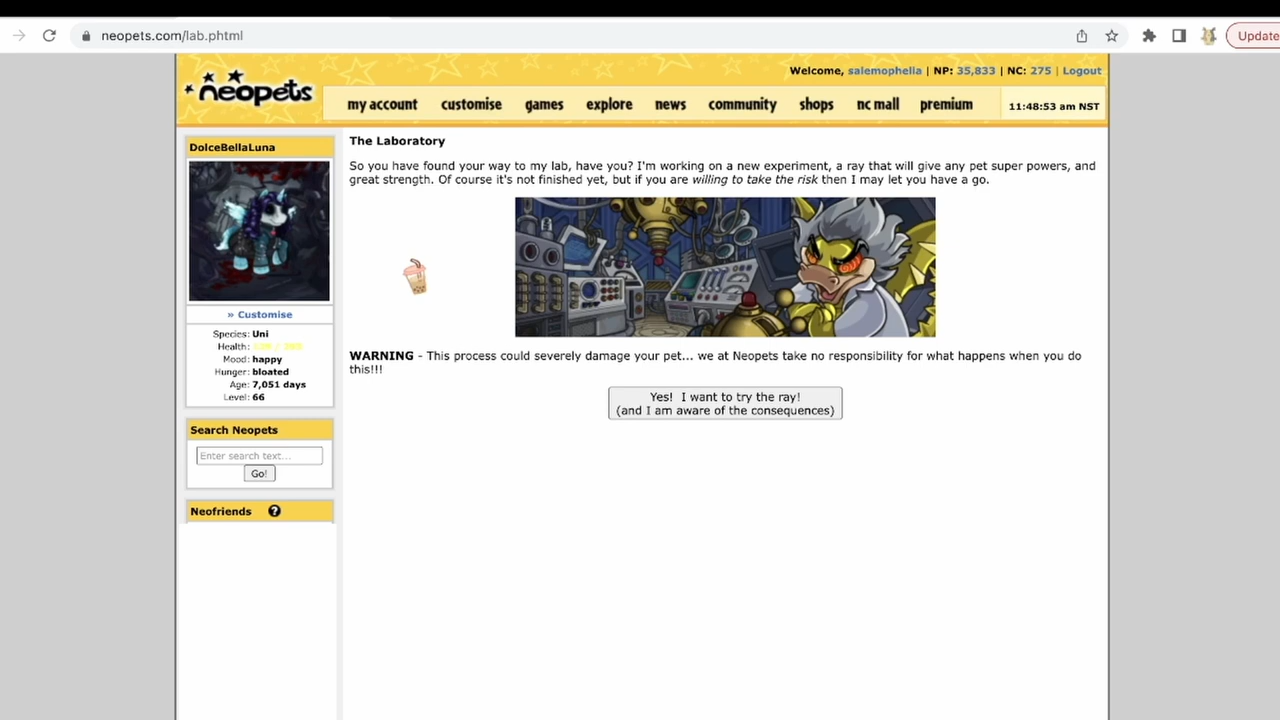 neopets.com/lab.phtml
Update
neopets
Welcome, salemophelia | NP: 35,833 | NC: 275 | Logout
my account customise games explore news community shops nc mall premium 11:48:53 am NST
DolceBellaLuna
» Customise
Species: Uni
Health:
Mood: happy
Hunger: bloated
Age: 7,051 days
Level: 66
Search Neopets
Enter search text...
Go!
Neofriends ?
The Laboratory
So you have found your way to my lab, have you? I'm working on a new experiment, a ray that will give any pet super powers, and
great strength. Of course it's not finished yet, but if you are willing to take the risk then I may let you have a go.
WARNING - This process could severely damage your pet... we at Neopets take no responsibility for what happens when you do
this!!!
Yes! I want to try the ray!
(and I am aware of the consequences)